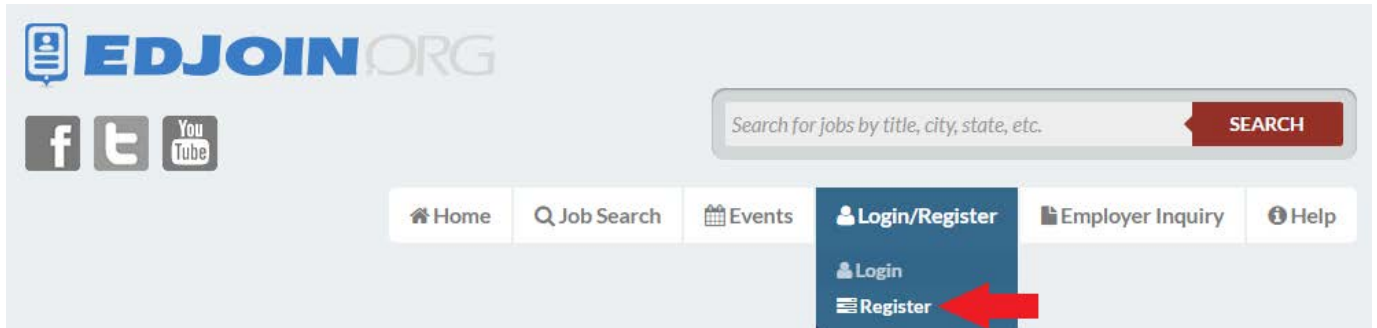 EDJOIN.ORG
f t You
Tube
Search for jobs by title, city, state, etc. SEARCH
Home Job Search Events Login/Register Employer Inquiry Help
Login
Register